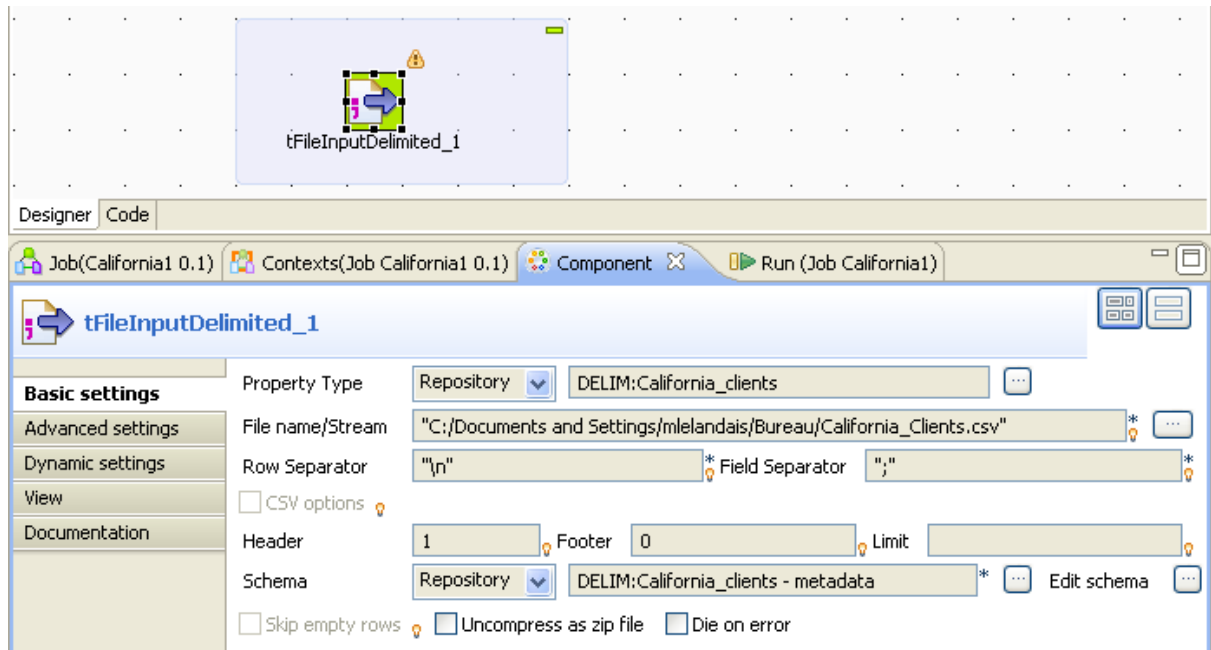 tFileInputDelimited_1
Designer Code
Job(California1 0.1) Contexts(Job California1 0.1) Component Run (Job California1)
tFileInputDelimited_1
Basic settings
Advanced settings
Dynamic settings
View
Documentation
Property Type Repository DELIM:California_clients ...
File name/Stream "C:/Documents and Settings/mlelandais/Bureau/California_Clients.csv" * ...
Row Separator "\n" * Field Separator ";" *
CSV options
Header 1 Footer 0 Limit
Schema Repository DELIM:California_clients - metadata * ... Edit schema ...
Skip empty rows Uncompress as zip file Die on error